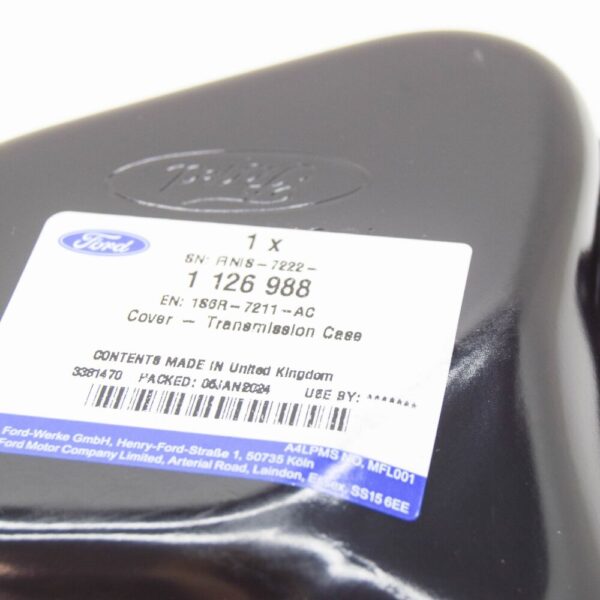 Ford
Ford
1 x
SN: RNIS-7222-
1 126 988
EN: 1S6R-7211-AC
Cover - Transmission Case
CONTENTS MADE IN United Kingdom
3381470 PACKED: 05JAN2024 USE BY: *******
A4LPMS NO. MFL001
Ford-Werke GmbH, Henry-Ford-Straße 1, 50735 Köln
Ford Motor Company Limited, Arterial Road, Laindon, Essex, SS15 6EE